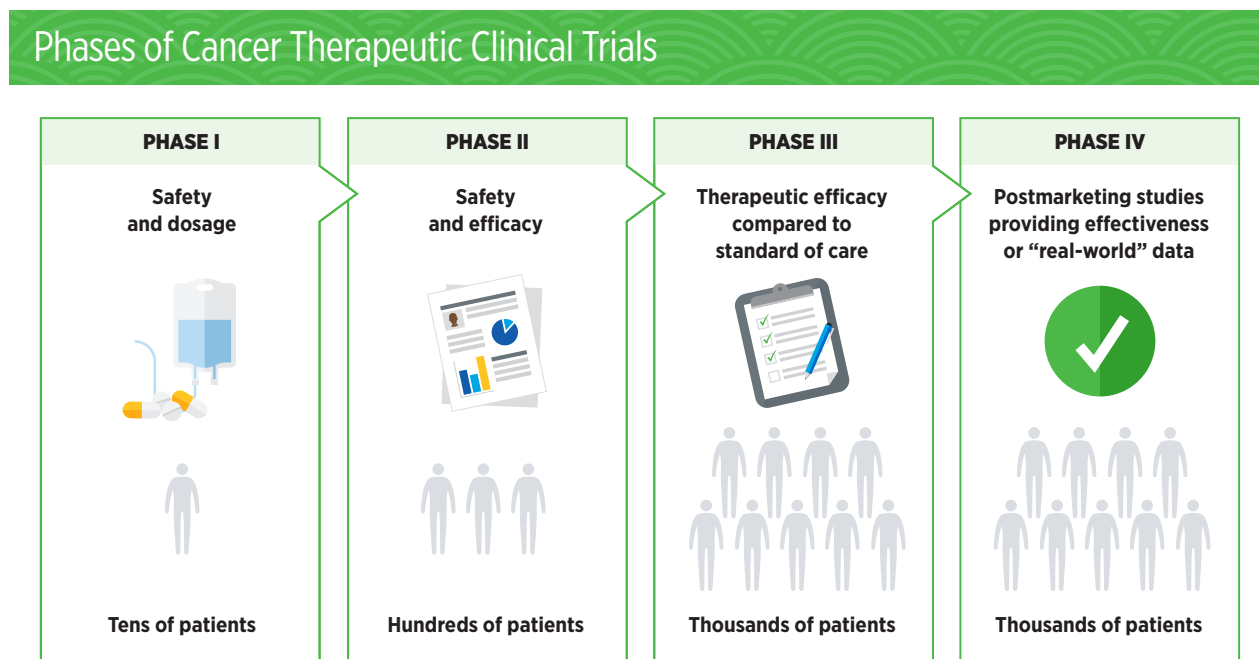 Phases of Cancer Therapeutic Clinical Trials
PHASE I
Safety
and dosage
Tens of patients
PHASE II
Safety
and efficacy
Hundreds of patients
PHASE III
Therapeutic efficacy
compared to
standard of care
Thousands of patients
PHASE IV
Postmarketing studies
providing effectiveness
or “real-world” data
Thousands of patients